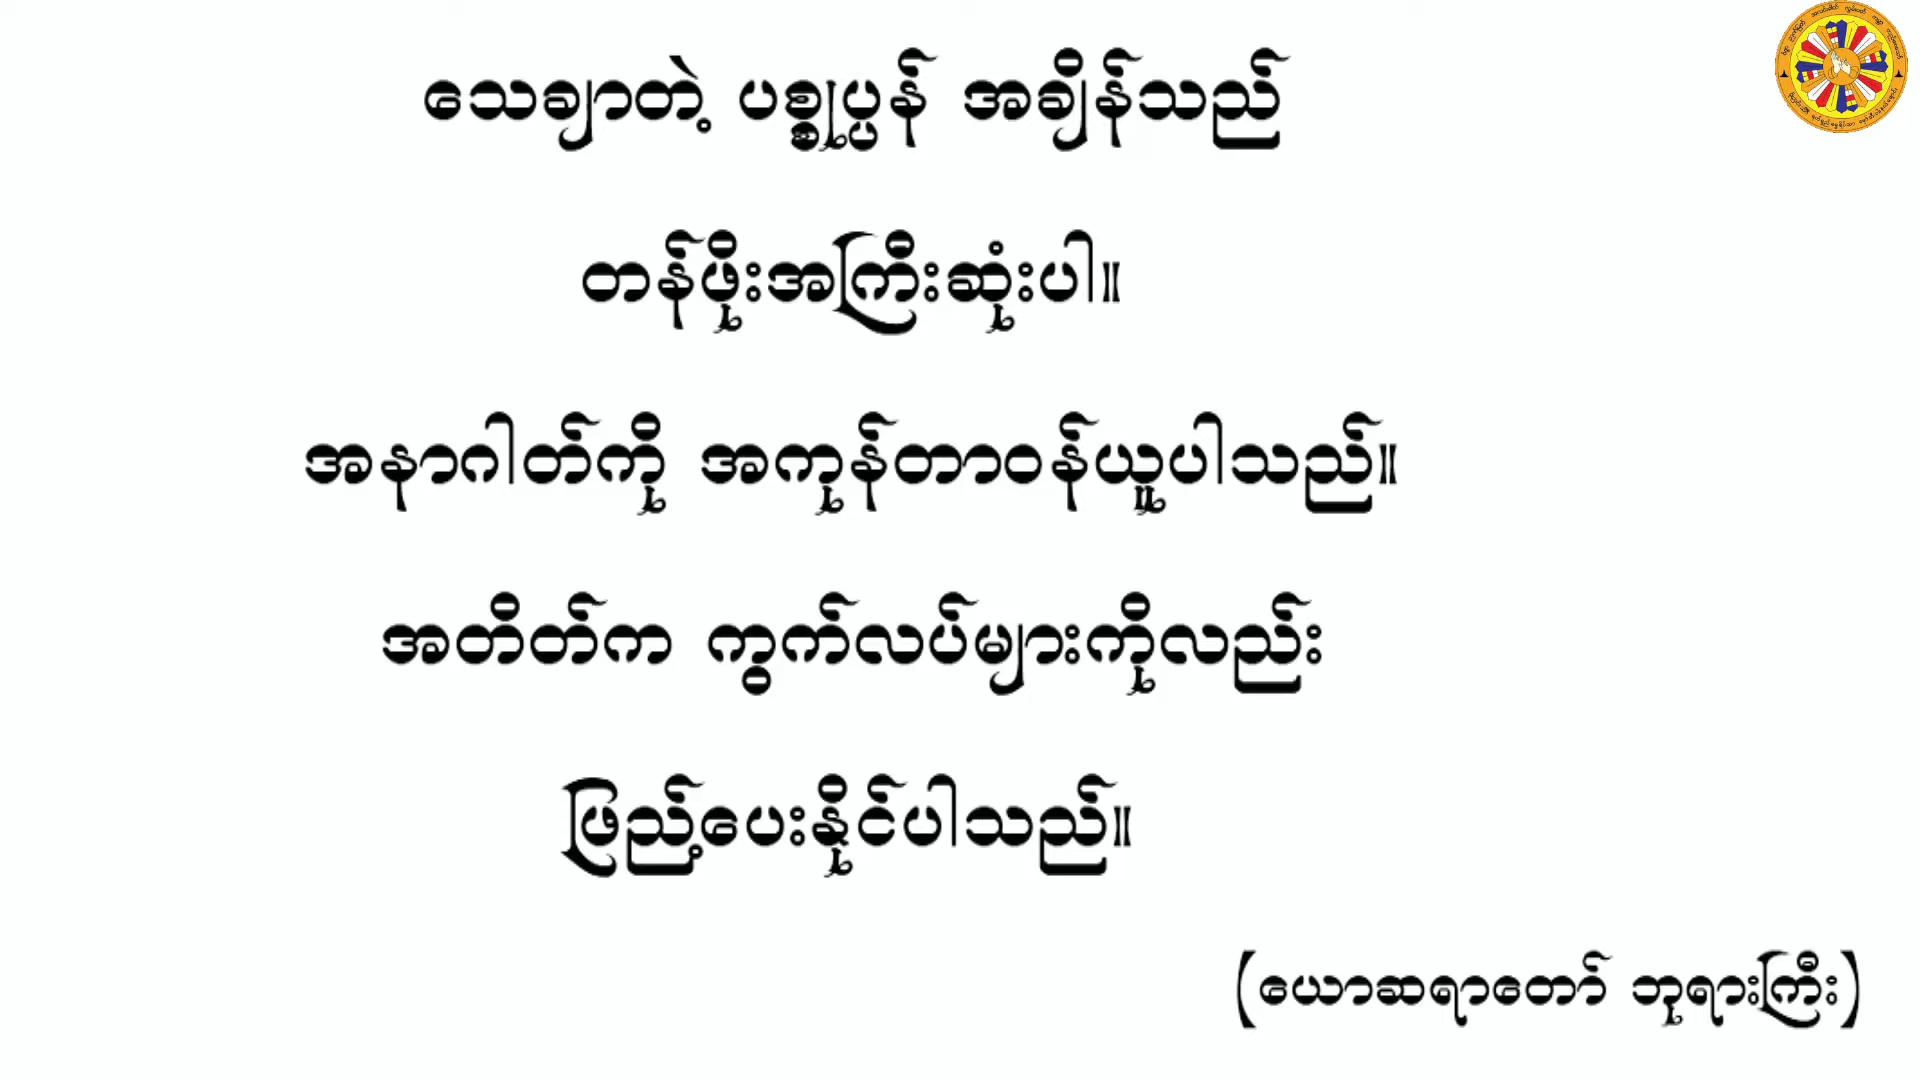 သေချာတဲ့ ပစ္စုပ္ပန် အချိန်သည်
တန်ဖိုးအကြီးဆုံးပါ။
အနာဂါတ်ကို အကုန်တာဝန်ယူပါသည်။
အတိတ်က ကွက်လပ်များကိုလည်း
ဖြည့်ပေးနိုင်ပါသည်။
(ယောဆရာတော် ဘုရားကြီး)